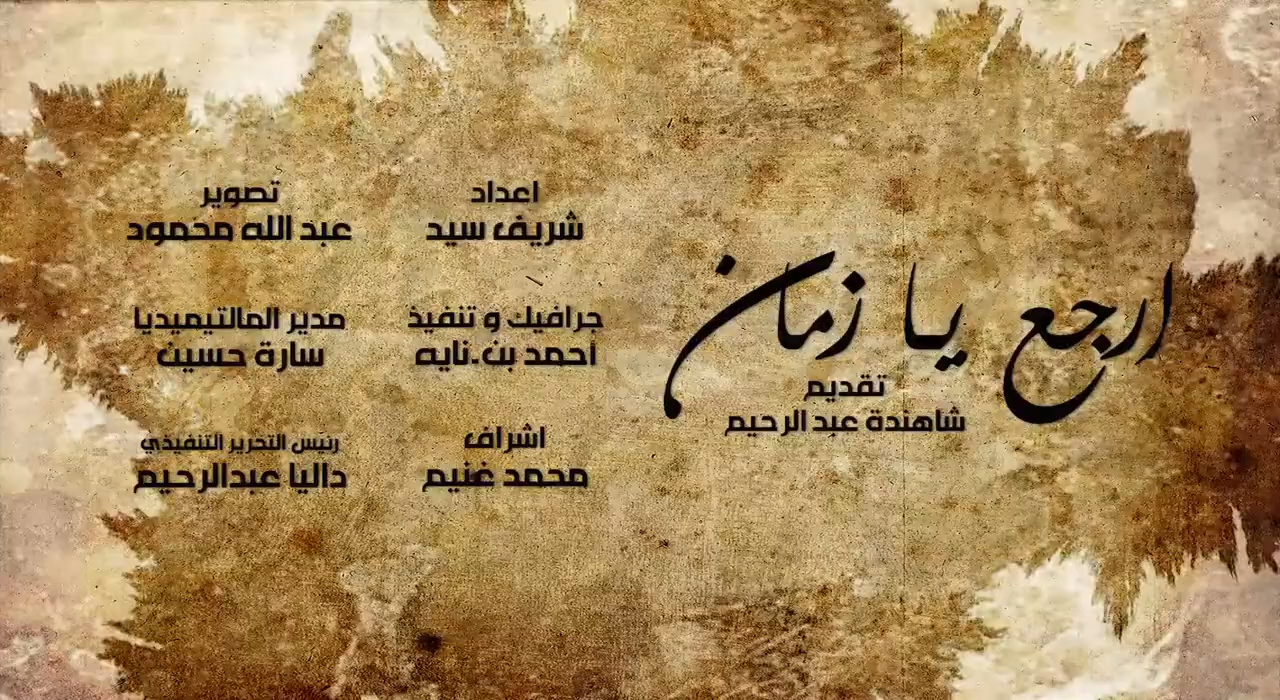 ارجع يا زمان
تقديم
شاهندة عبد الرحيم
اعداد
شريف سيد
تصوير
عبد الله محمود
جرافيك و تنفيذ
أحمد بن.نايه
مدير المالتيميديا
سارة حسين
اشراف
محمد غنيم
رئيس التحرير التنفيذي
داليا عبدالرحيم